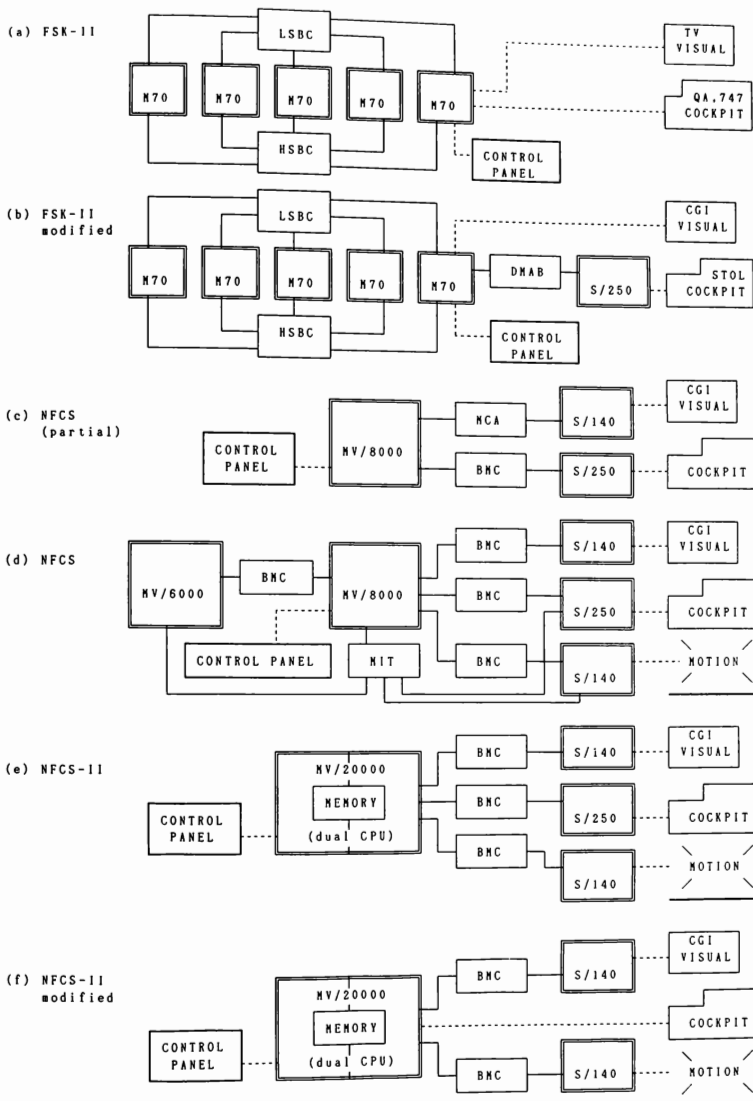 (a) FSK-II
LSBC
M70
M70
M70
M70
M70
HSBC
CONTROL
PANEL
TV
VISUAL
QA,747
COCKPIT
(b) FSK-II
modified
LSBC
M70
M70
M70
M70
M70
HSBC
DMAB
S/250
CONTROL
PANEL
CGI
VISUAL
STOL
COCKPIT
(c) NFCS
(partial)
CONTROL
PANEL
MV/8000
MCA
S/140
CGI
VISUAL
BMC
S/250
COCKPIT
(d) NFCS
MV/6000
BMC
MV/8000
CONTROL PANEL
MIT
BMC
S/140
CGI
VISUAL
BMC
S/250
COCKPIT
BMC
S/140
MOTION
(e) NFCS-II
CONTROL
PANEL
MV/20000
MEMORY
(dual CPU)
BMC
S/140
CGI
VISUAL
BMC
S/250
COCKPIT
BMC
S/140
MOTION
(f) NFCS-II
modified
CONTROL
PANEL
MV/20000
MEMORY
(dual CPU)
BMC
S/140
CGI
VISUAL
COCKPIT
BMC
S/140
MOTION